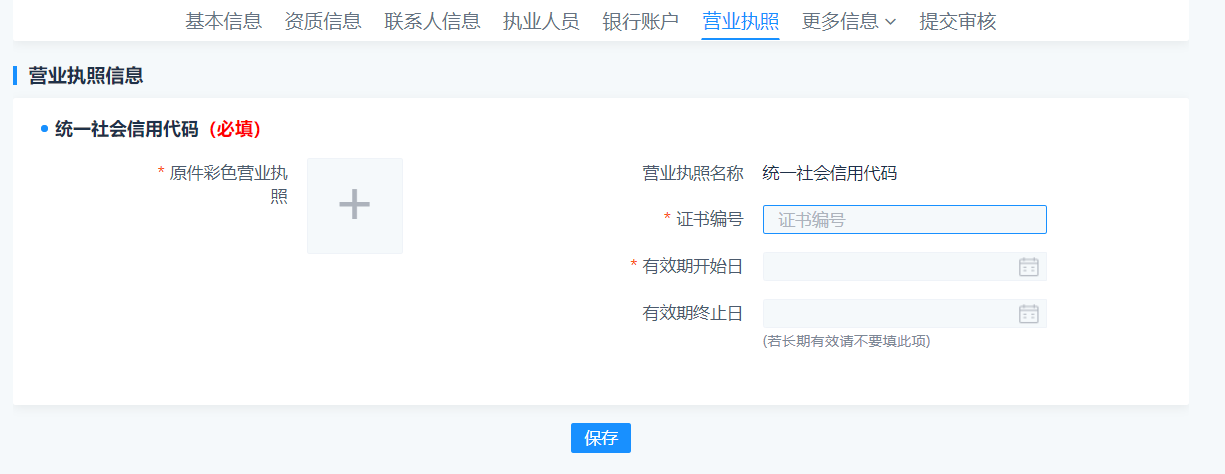 基本信息 资质信息 联系人信息 执业人员 银行账户 营业执照 更多信息 提交审核
营业执照信息
统一社会信用代码（必填）
* 原件彩色营业执
照
营业执照名称 统一社会信用代码
* 证书编号 证书编号
* 有效期开始日
有效期终止日
(若长期有效请不要填此项)
保存